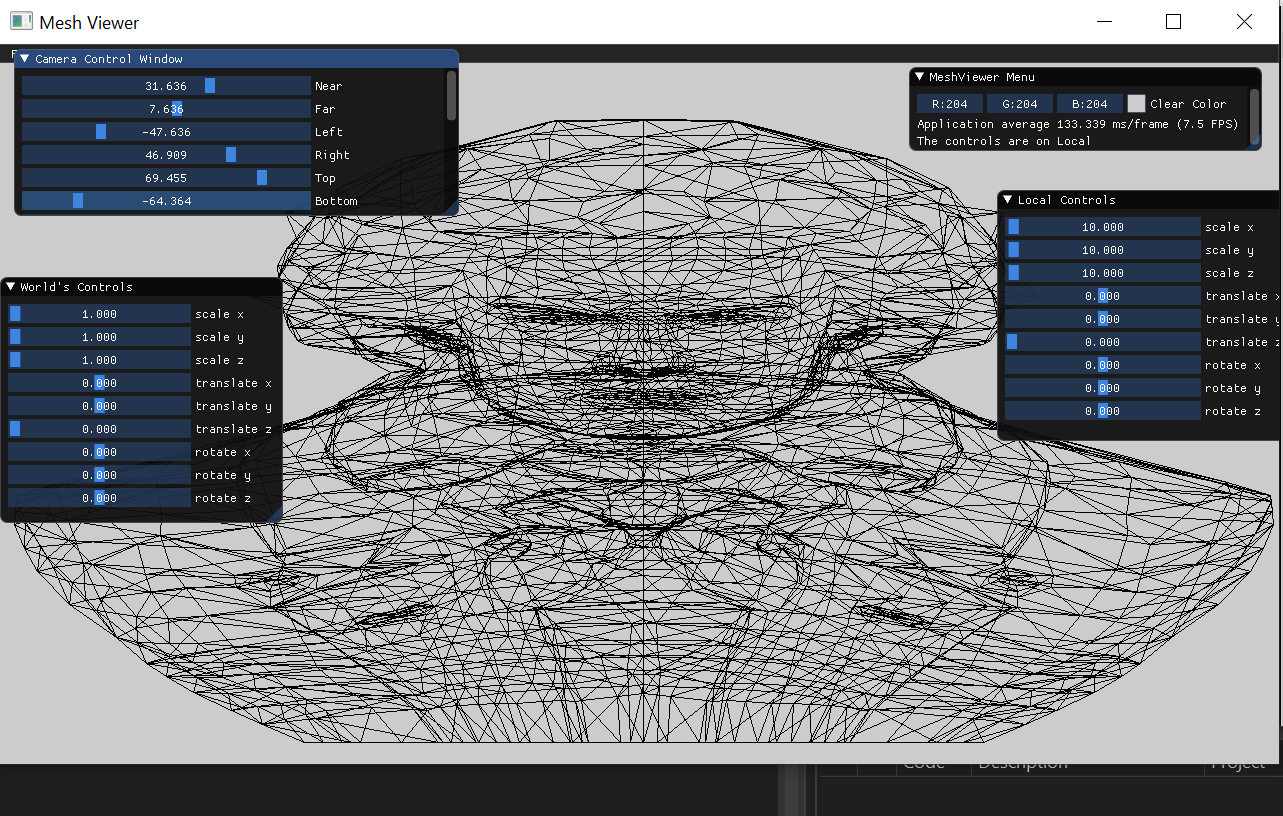 Mesh Viewer
Camera Control Window
31.636 Near
7.636 Far
-47.636 Left
46.909 Right
69.455 Top
-64.364 Bottom
MeshViewer Menu
R:204 G:204 B:204 Clear Color
Application average 133.339 ms/frame (7.5 FPS)
The controls are on Local
Local Controls
10.000 scale x
10.000 scale y
10.000 scale z
0.000 translate x
0.000 translate y
0.000 translate z
0.000 rotate x
0.000 rotate y
0.000 rotate z
World's Controls
1.000 scale x
1.000 scale y
1.000 scale z
0.000 translate x
0.000 translate y
0.000 translate z
0.000 rotate x
0.000 rotate y
0.000 rotate z
Code Description Project